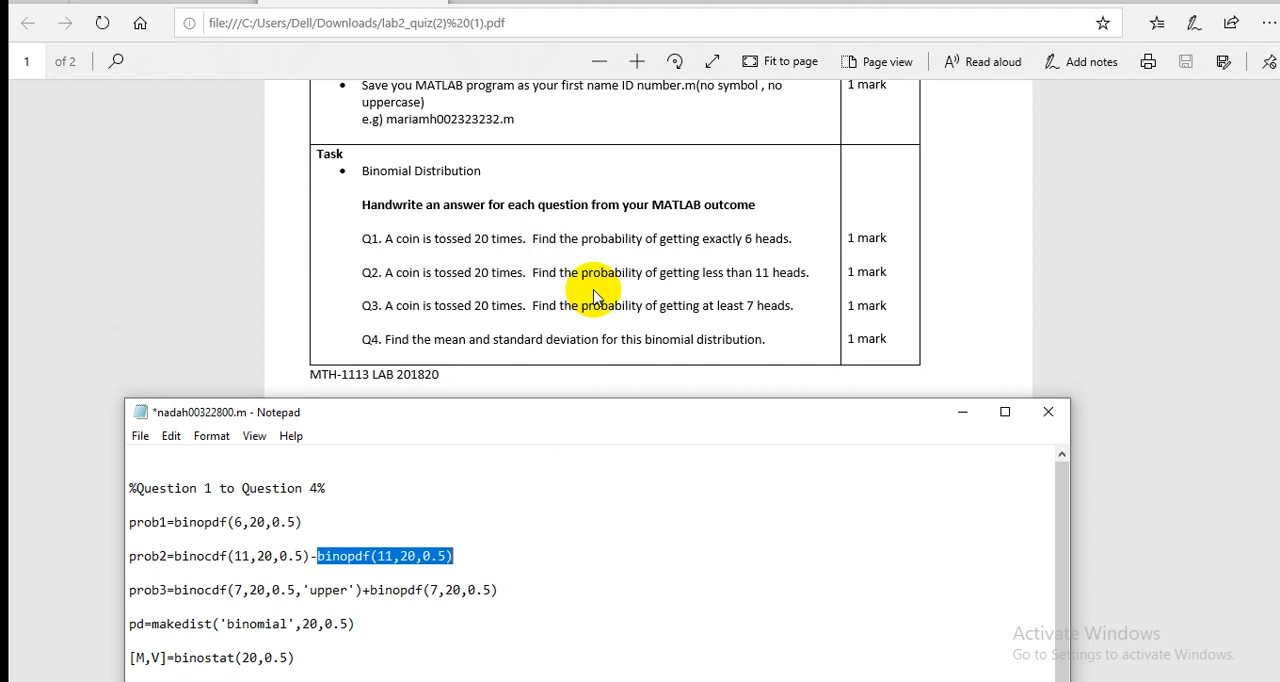 file:///C:/Users/Dell/Downloads/lab2_quiz(2)%20(1).pdf
1 of 2
Fit to page
Page view
Read aloud
Add notes
• Save you MATLAB program as your first name ID number.m(no symbol , no uppercase)
e.g) mariamh002323232.m
1 mark
Task
• Binomial Distribution
Handwrite an answer for each question from your MATLAB outcome
Q1. A coin is tossed 20 times. Find the probability of getting exactly 6 heads. 1 mark
Q2. A coin is tossed 20 times. Find the probability of getting less than 11 heads. 1 mark
Q3. A coin is tossed 20 times. Find the probability of getting at least 7 heads. 1 mark
Q4. Find the mean and standard deviation for this binomial distribution. 1 mark
MTH-1113 LAB 201820
*nadah00322800.m - Notepad
File Edit Format View Help
%Question 1 to Question 4%
prob1=binopdf(6,20,0.5)
prob2=binocdf(11,20,0.5)-binopdf(11,20,0.5)
prob3=binocdf(7,20,0.5,'upper')+binopdf(7,20,0.5)
pd=makedist('binomial',20,0.5)
[M,V]=binostat(20,0.5)
Activate Windows
Go to Settings to activate Windows.